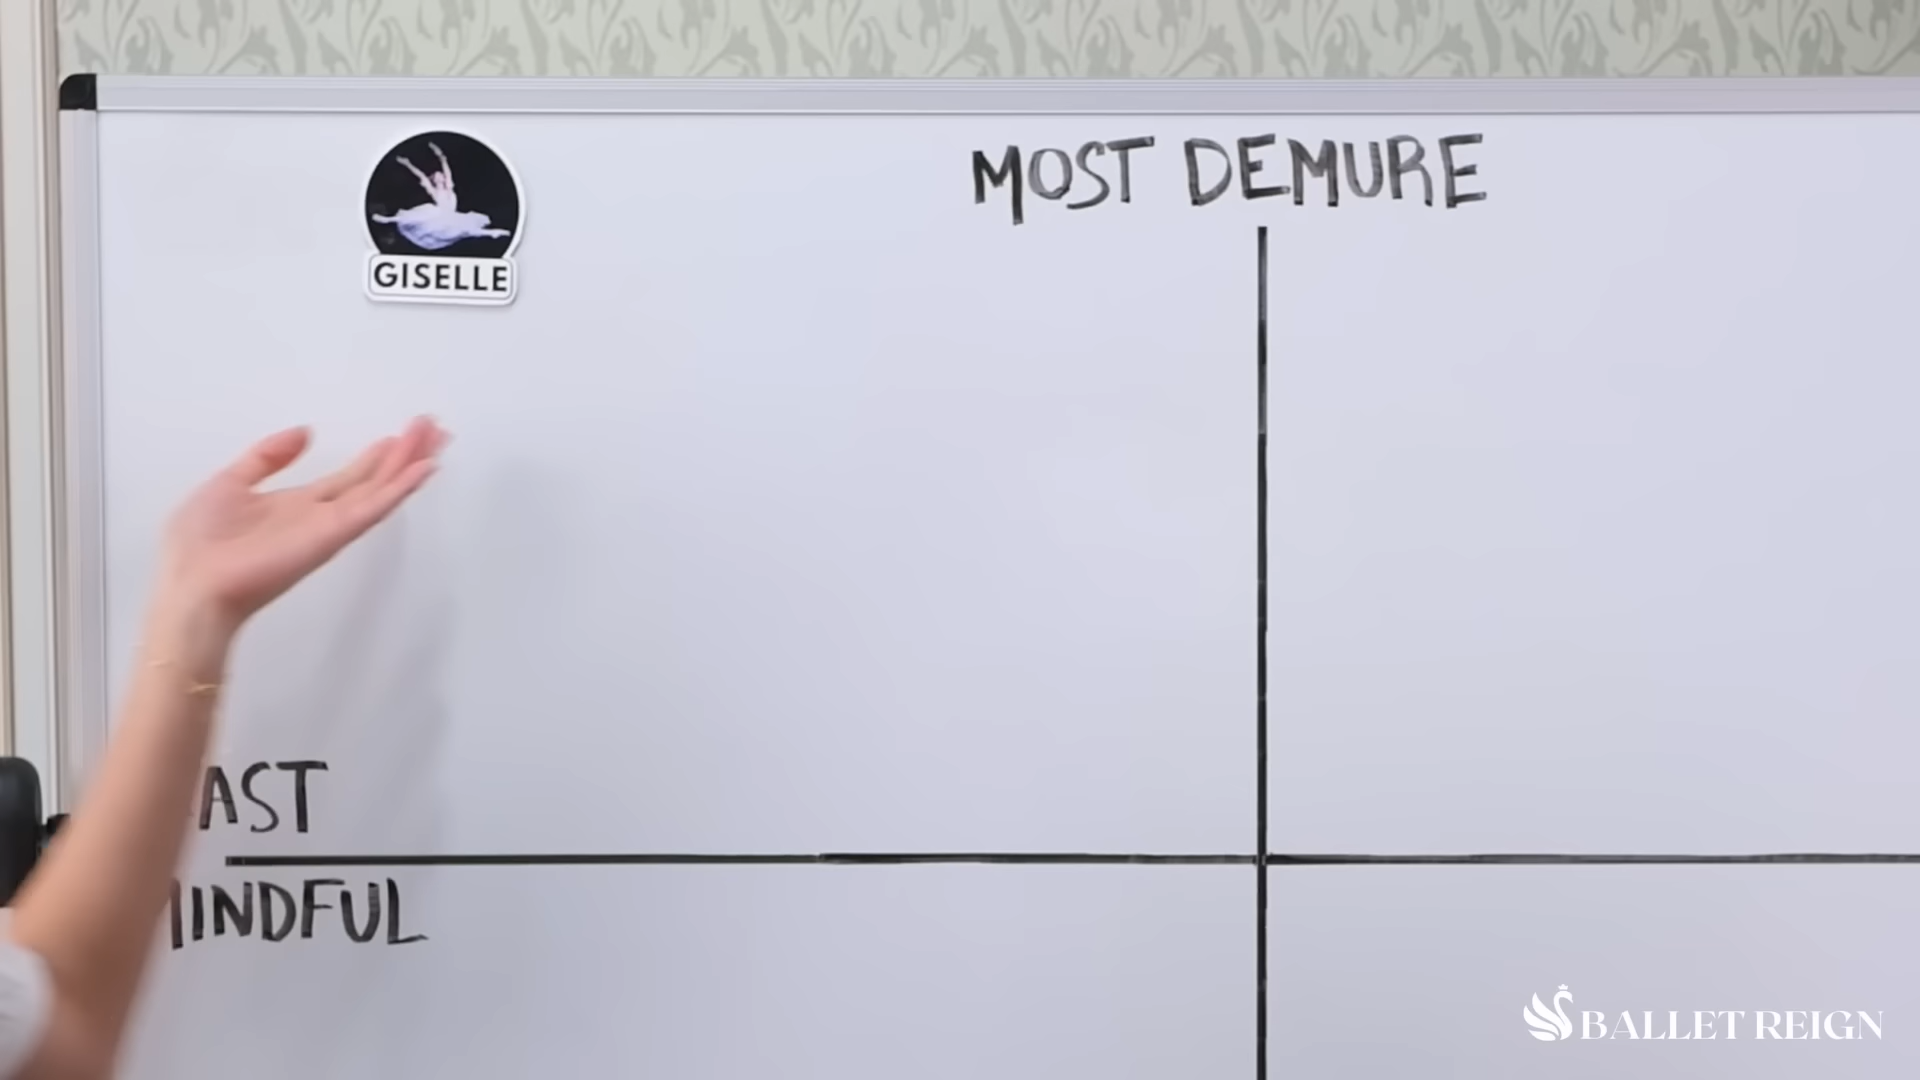 MOST DEMURE
GISELLE
AST
INDFUL
BALLET REIGN